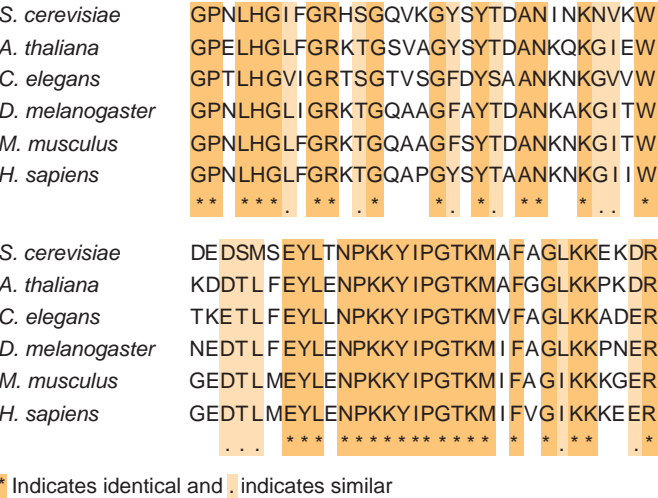 S. cerevisiae GPNLHGIFGRHSGQVKGYSYTDANINKNVKW
A. thaliana GPELHGIFGRKTGSVAGYSYTDANKQKGIEW
C. elegans GPTLHGVIGRTSGTVSGFDYSAANKNKGVVW
D. melanogaster GPNLHGLIGRKTGQAAGFAYTDANKAKGITW
M. musculus GPNLHGLFGRKTGQAAGFSYTDANKNKGITW
H. sapiens GPNLHGLFGRKTGQAPGYSYTAANKNKGIIW
* * * * * . * * . * * . * . * * * . . *
S. cerevisiae DEDSMSEYLTNPKKYIPGTKMAFAGLKKEKDR
A. thaliana KDDTLFEYLENPKKYIPGTKMAFGGLKKPKDR
C. elegans TKETLFEYLLNPKKYIPGTKMVFAGLKKADER
D. melanogaster NEDTLFEYLENPKKYIPGTKMIFAGLKKPNER
M. musculus GEDTLMEYLENPKKYIPGTKMIFAGIKKKGER
H. sapiens GEDTLMEYLENPKKYIPGTKMIFVGIKKKEER
. . . * * * * * * * * * * * * * * * * . * * . *
* Indicates identical and . indicates similar